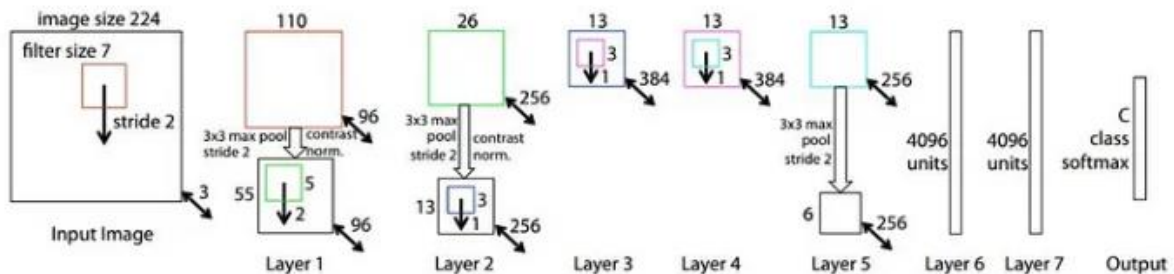 image size 224
filter size 7
stride 2
3
Input Image
110
96
3x3 max pool
stride 2
contrast
norm.
55
5
2
96
Layer 1
26
256
3x3 max
pool
stride 2
contrast
norm.
13
3
1
256
Layer 2
13
3
1
384
Layer 3
13
3
1
384
Layer 4
13
256
3x3 max
pool
stride 2
6
256
Layer 5
4096
units
Layer 6
4096
units
Layer 7
C
class
softmax
Output